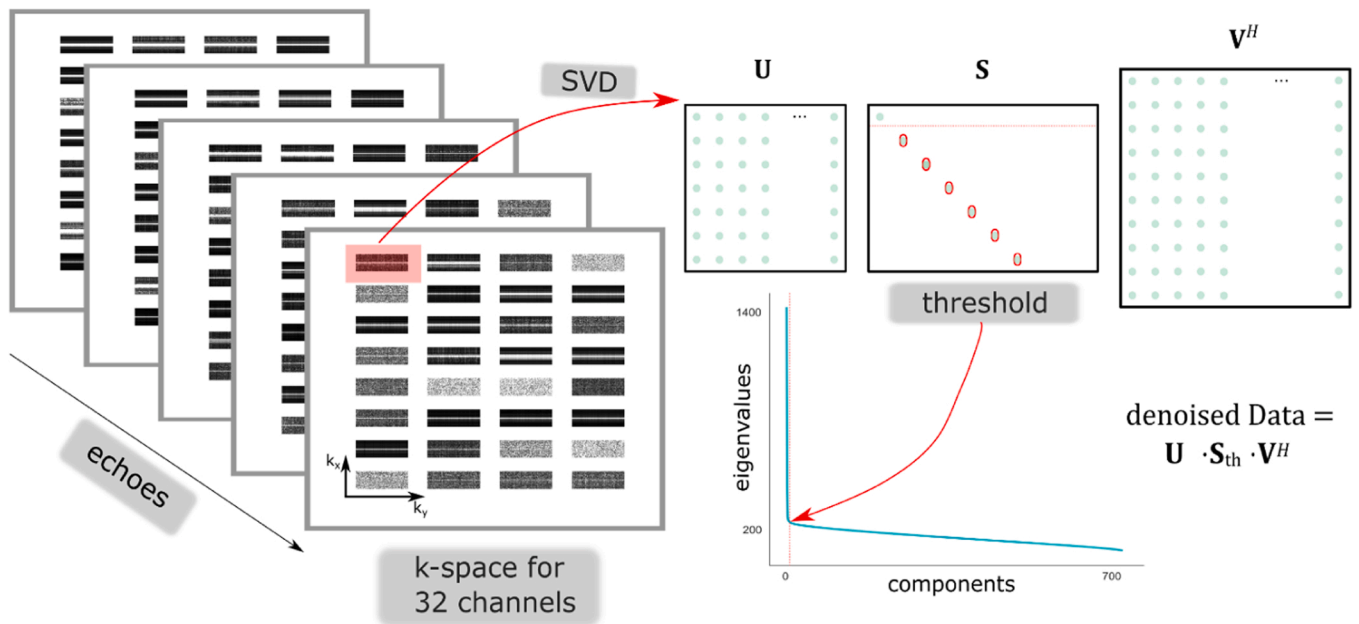 SVD
U
S
V^H
...
...
threshold
1400
200
eigenvalues
0
700
components
denoised Data =
U · S_th · V^H
echoes
k_x
k_y
k-space for
32 channels